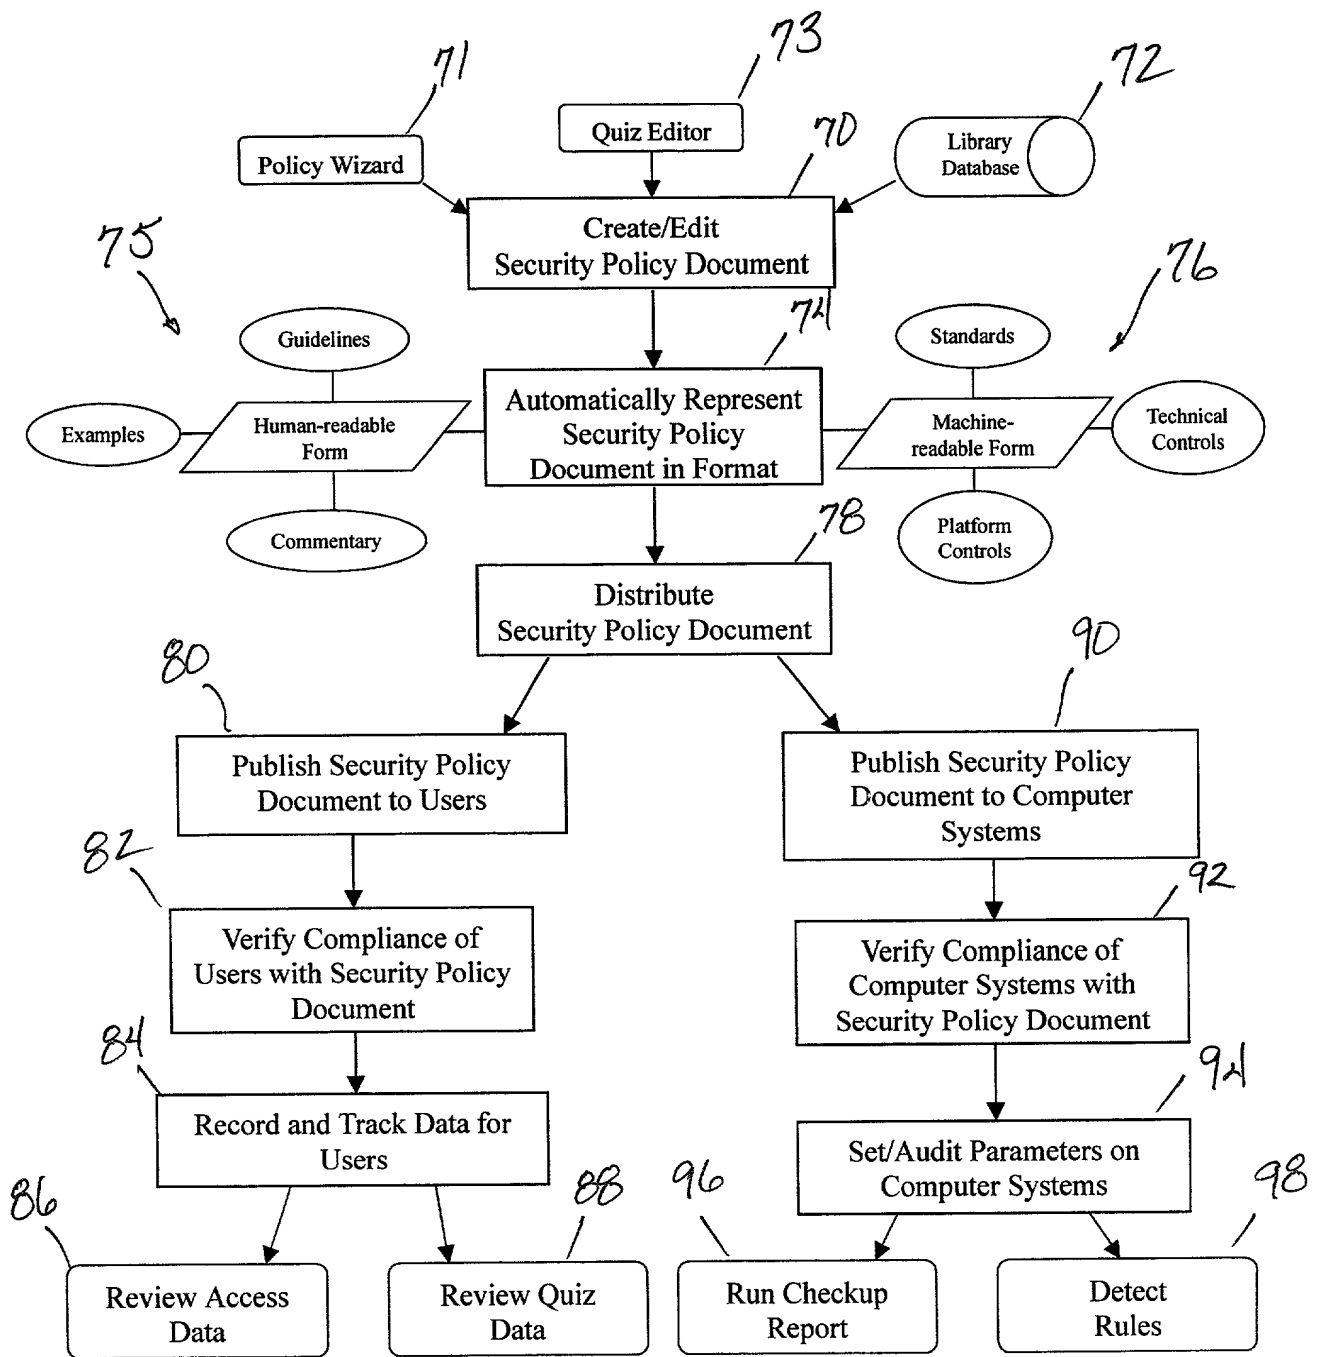 71
73
72
Quiz Editor
70
Library
Database
Policy Wizard
75
Create/Edit
Security Policy Document
76
74
Guidelines
Standards
Examples
Human-readable
Form
Automatically Represent
Security Policy
Document in Format
Machine-
readable Form
Technical
Controls
Commentary
78
Platform
Controls
Distribute
Security Policy Document
80
90
Publish Security Policy
Document to Users
Publish Security Policy
Document to Computer
Systems
82
92
Verify Compliance of
Users with Security Policy
Document
Verify Compliance of
Computer Systems with
Security Policy Document
84
94
Record and Track Data for
Users
Set/Audit Parameters on
Computer Systems
86
88
96
98
Review Access
Data
Review Quiz
Data
Run Checkup
Report
Detect
Rules